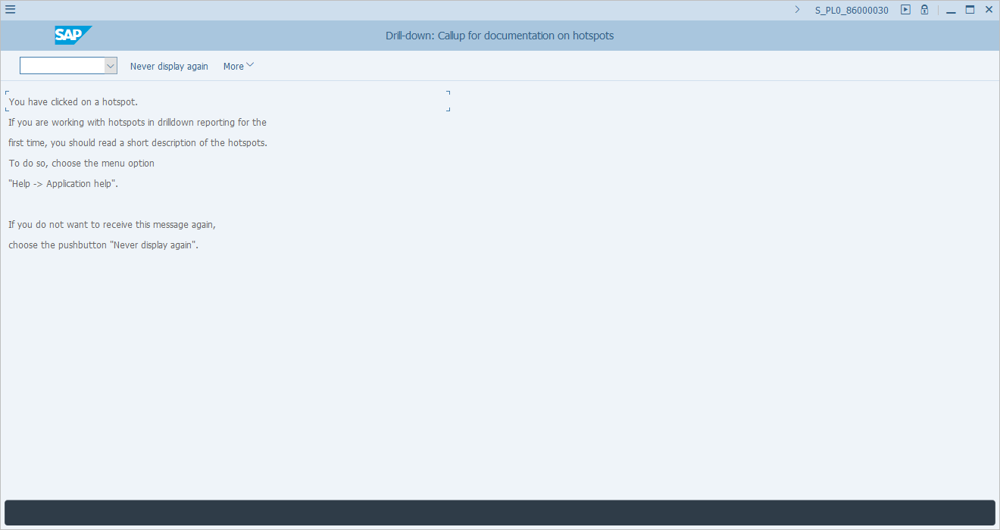 S_PL0_86000030
SAP
Drill-down: Callup for documentation on hotspots
Never display again
More
You have clicked on a hotspot.
If you are working with hotspots in drilldown reporting for the
first time, you should read a short description of the hotspots.
To do so, choose the menu option
"Help -> Application help".
If you do not want to receive this message again,
choose the pushbutton "Never display again".